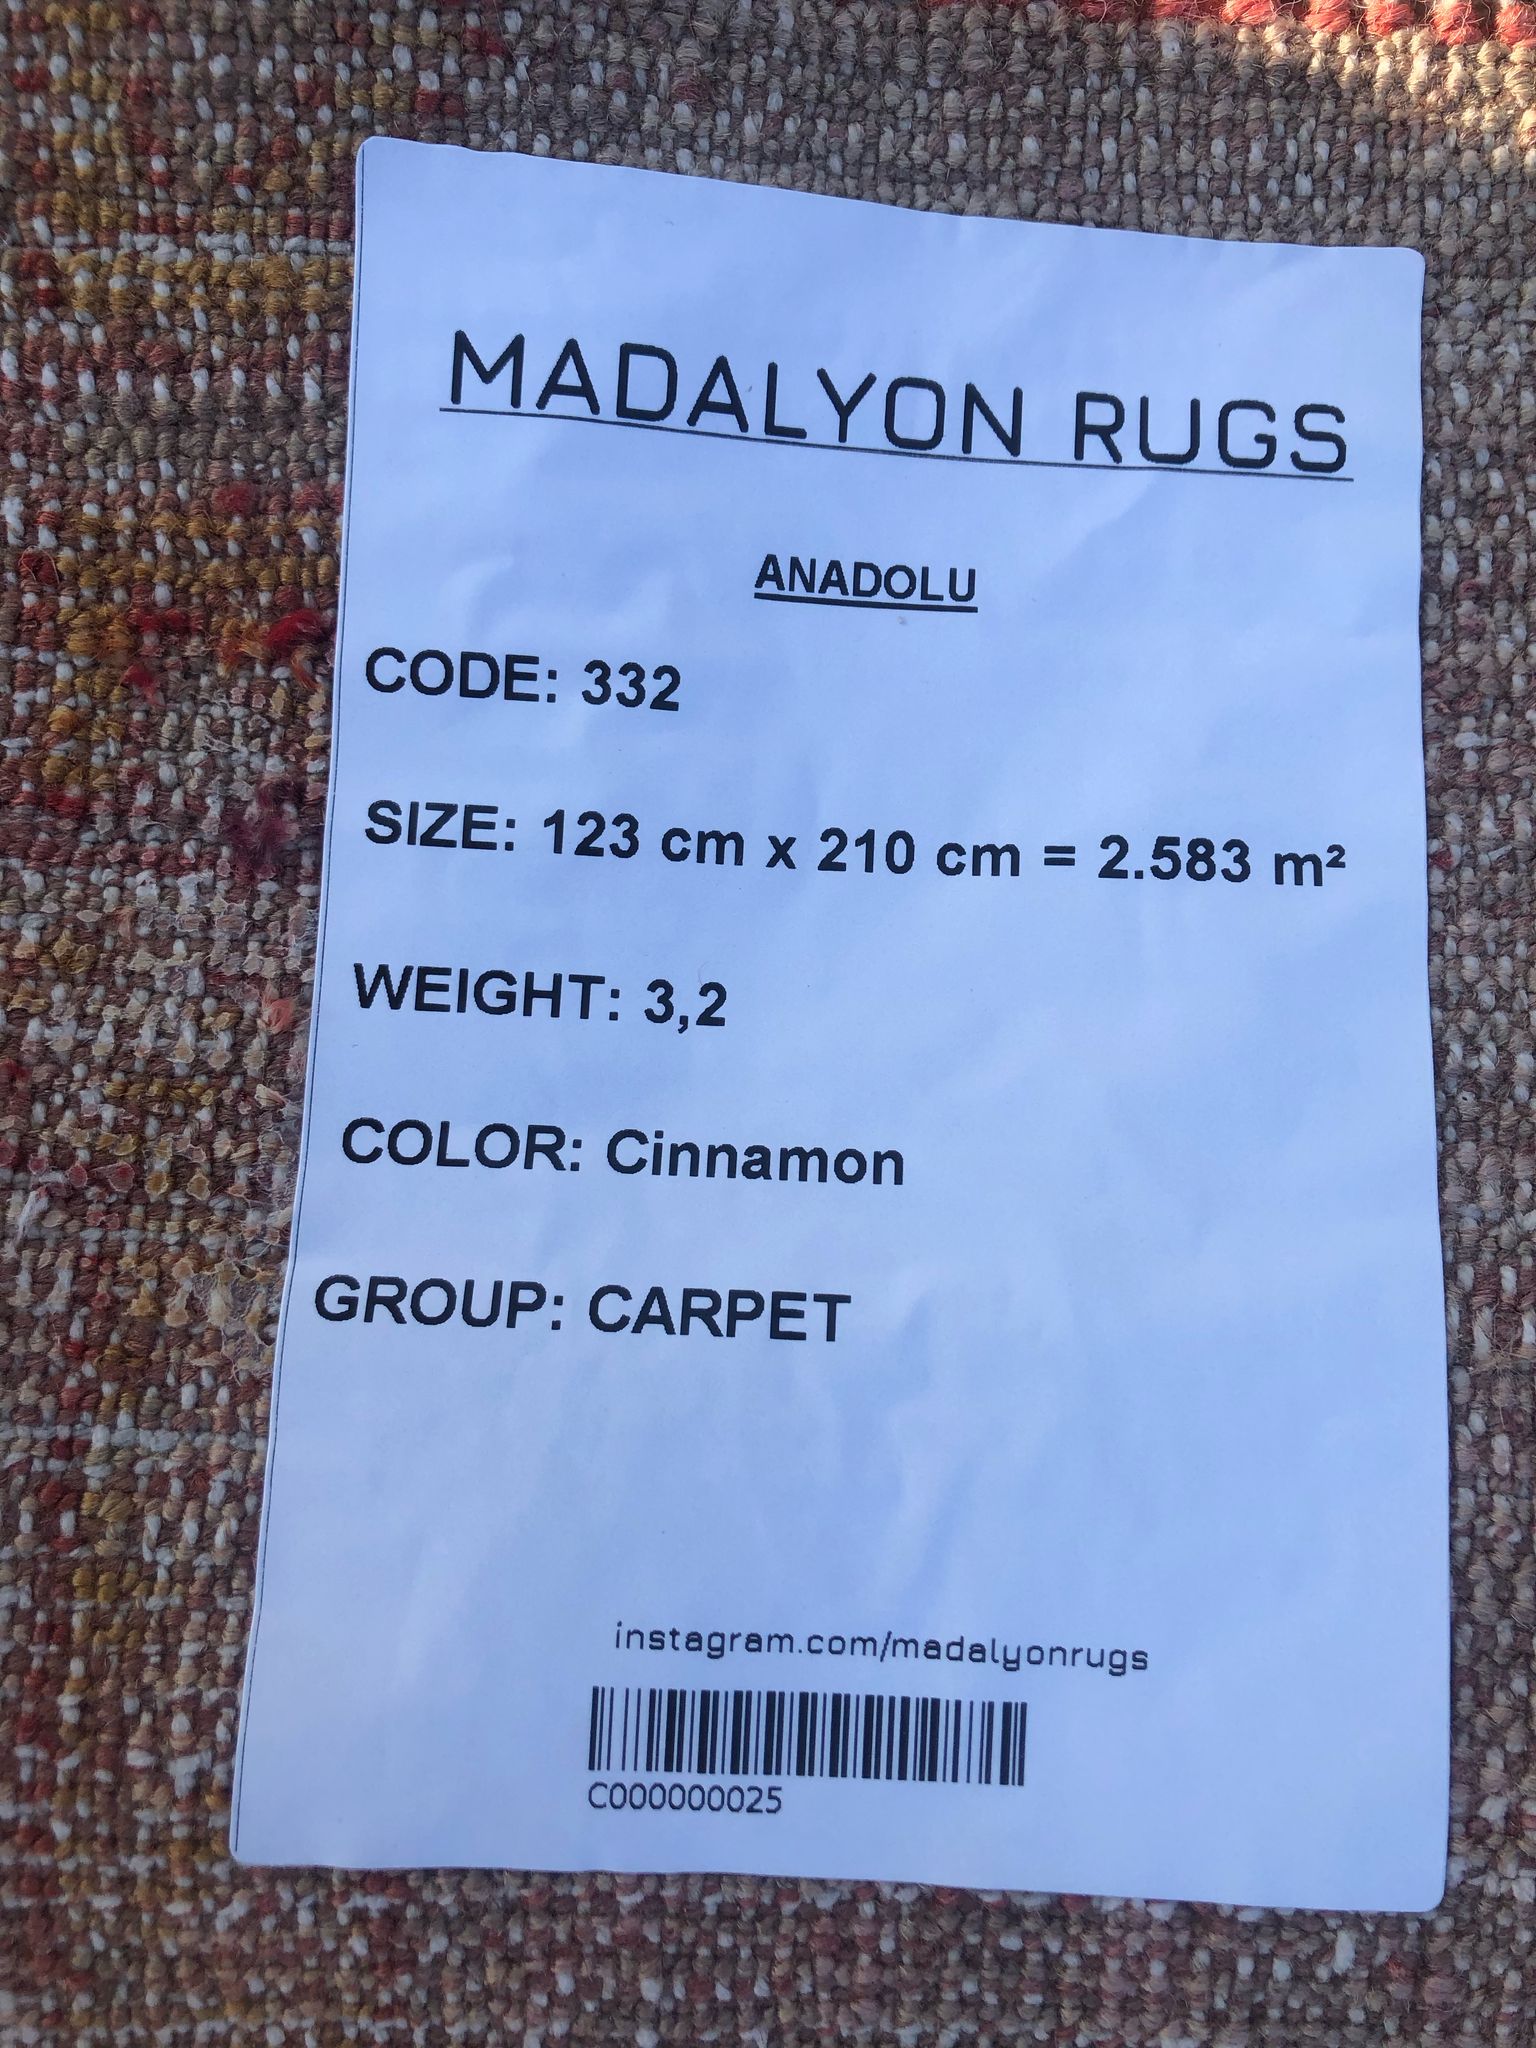 MADALYON RUGS
ANADOLU
CODE: 332
SIZE: 123 cm x 210 cm = 2.583 m²
WEIGHT: 3,2
COLOR: Cinnamon
GROUP: CARPET
instagram.com/madalyonrugs
C000000025